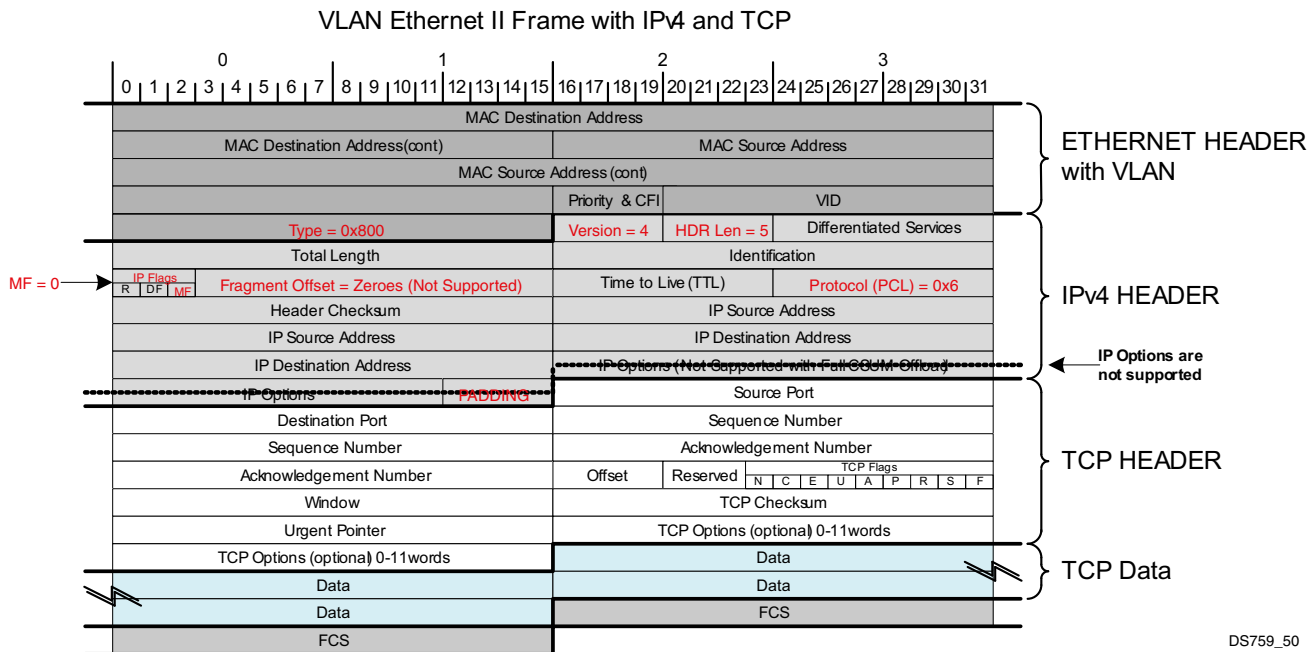 VLAN Ethernet II Frame with IPv4 and TCP
0 1 2 3
0 1 2 3 4 5 6 7 8 9 10 11 12 13 14 15 16 17 18 19 20 21 22 23 24 25 26 27 28 29 30 31
MAC Destination Address
MAC Destination Address(cont) MAC Source Address
MAC Source Address (cont)
Priority & CFI VID
ETHERNET HEADER
with VLAN
Type = 0x800 Version = 4 HDR Len = 5 Differentiated Services
Total Length Identification
MF = 0 IP Flags
R DF MF Fragment Offset = Zeroes (Not Supported) Time to Live (TTL) Protocol (PCL) = 0x6
Header Checksum IP Source Address
IP Source Address IP Destination Address
IP Destination Address IP Options (Not Supported with Full CSUM Offload)
IPv4 HEADER
IP Options are
not supported
IP Options PADDING Source Port
Destination Port Sequence Number
Sequence Number Acknowledgement Number
Acknowledgement Number Offset Reserved TCP Flags
N C E U A P R S F
Window TCP Checksum
Urgent Pointer TCP Options (optional) 0-11words
TCP HEADER
TCP Options (optional) 0-11words Data
Data Data
Data FCS
TCP Data
FCS
DS759_50